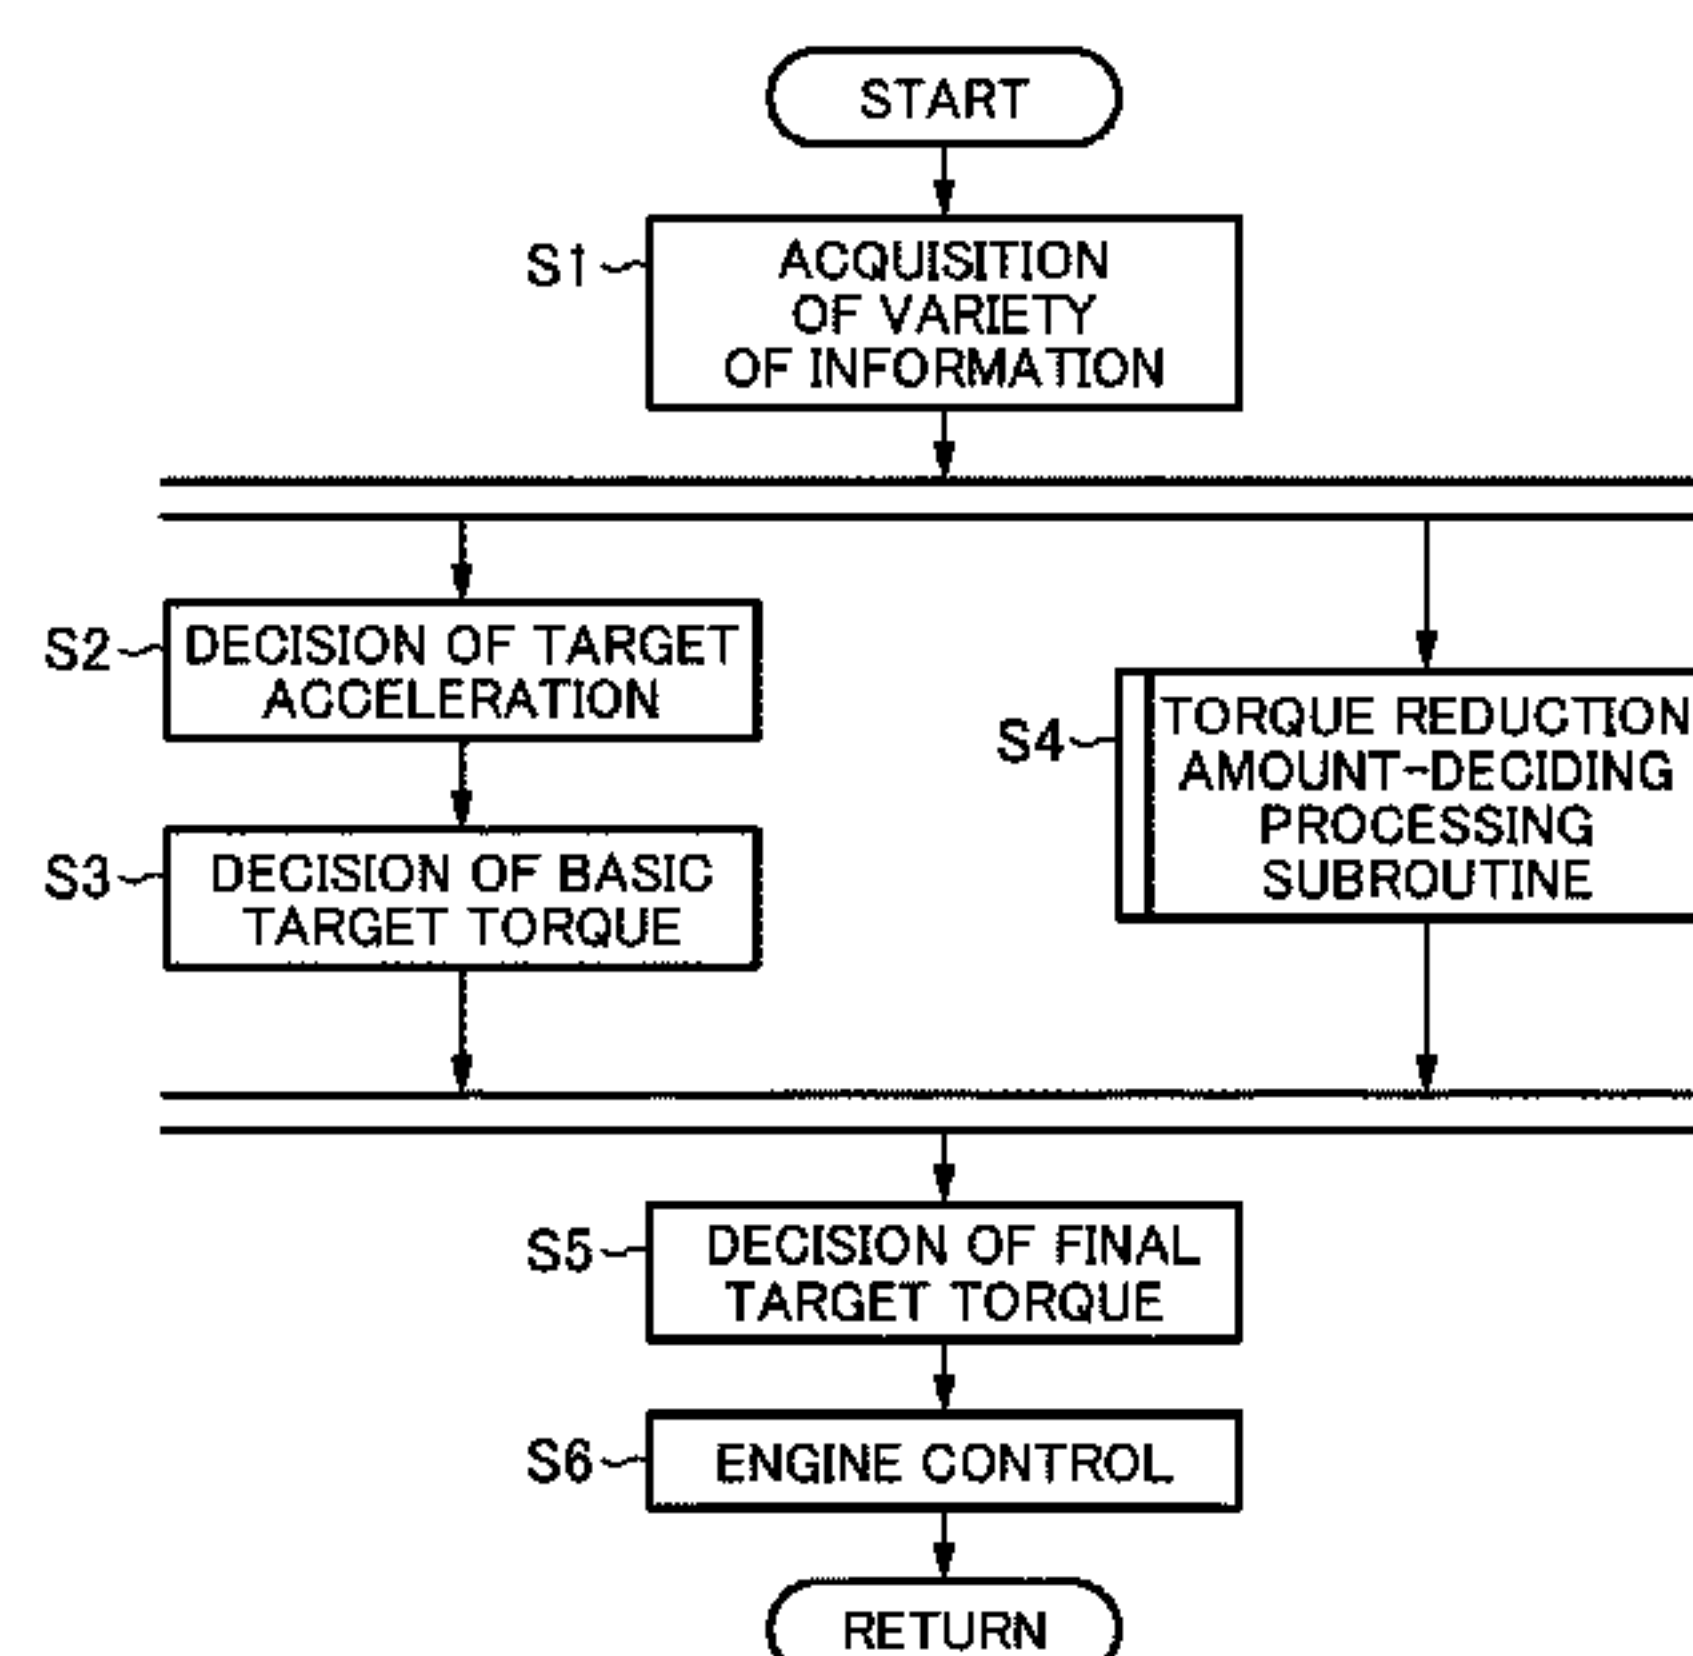 START
S1
ACQUISITION
OF VARIETY
OF INFORMATION
S2
DECISION OF TARGET
ACCELERATION
S3
DECISION OF BASIC
TARGET TORQUE
S4
TORQUE REDUCTION
AMOUNT-DECIDING
PROCESSING
SUBROUTINE
S5
DECISION OF FINAL
TARGET TORQUE
S6
ENGINE CONTROL
RETURN